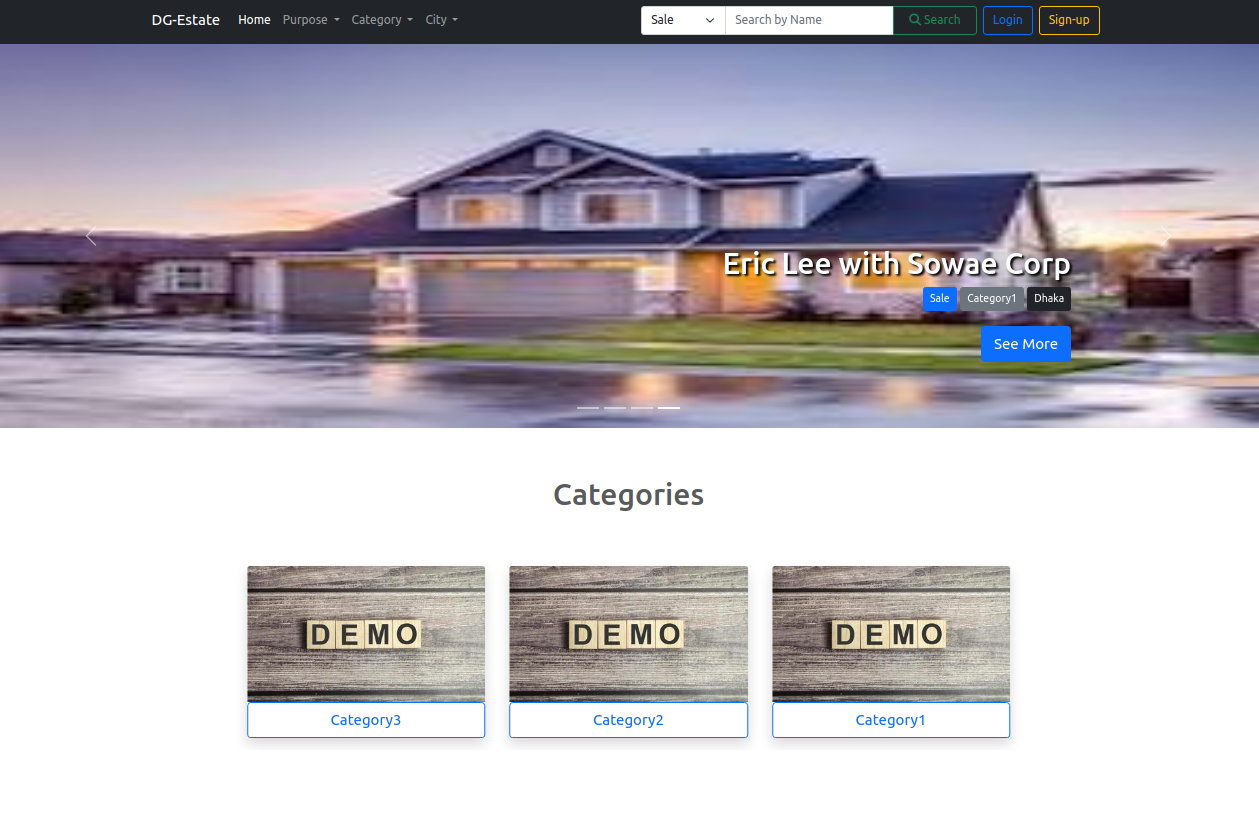 DG-Estate Home Purpose Category City Sale Search by Name Search Login Sign-up
Eric Lee with Sowae Corp
Sale Category1 Dhaka
See More
Categories
DEMO DEMO DEMO
Category3 Category2 Category1